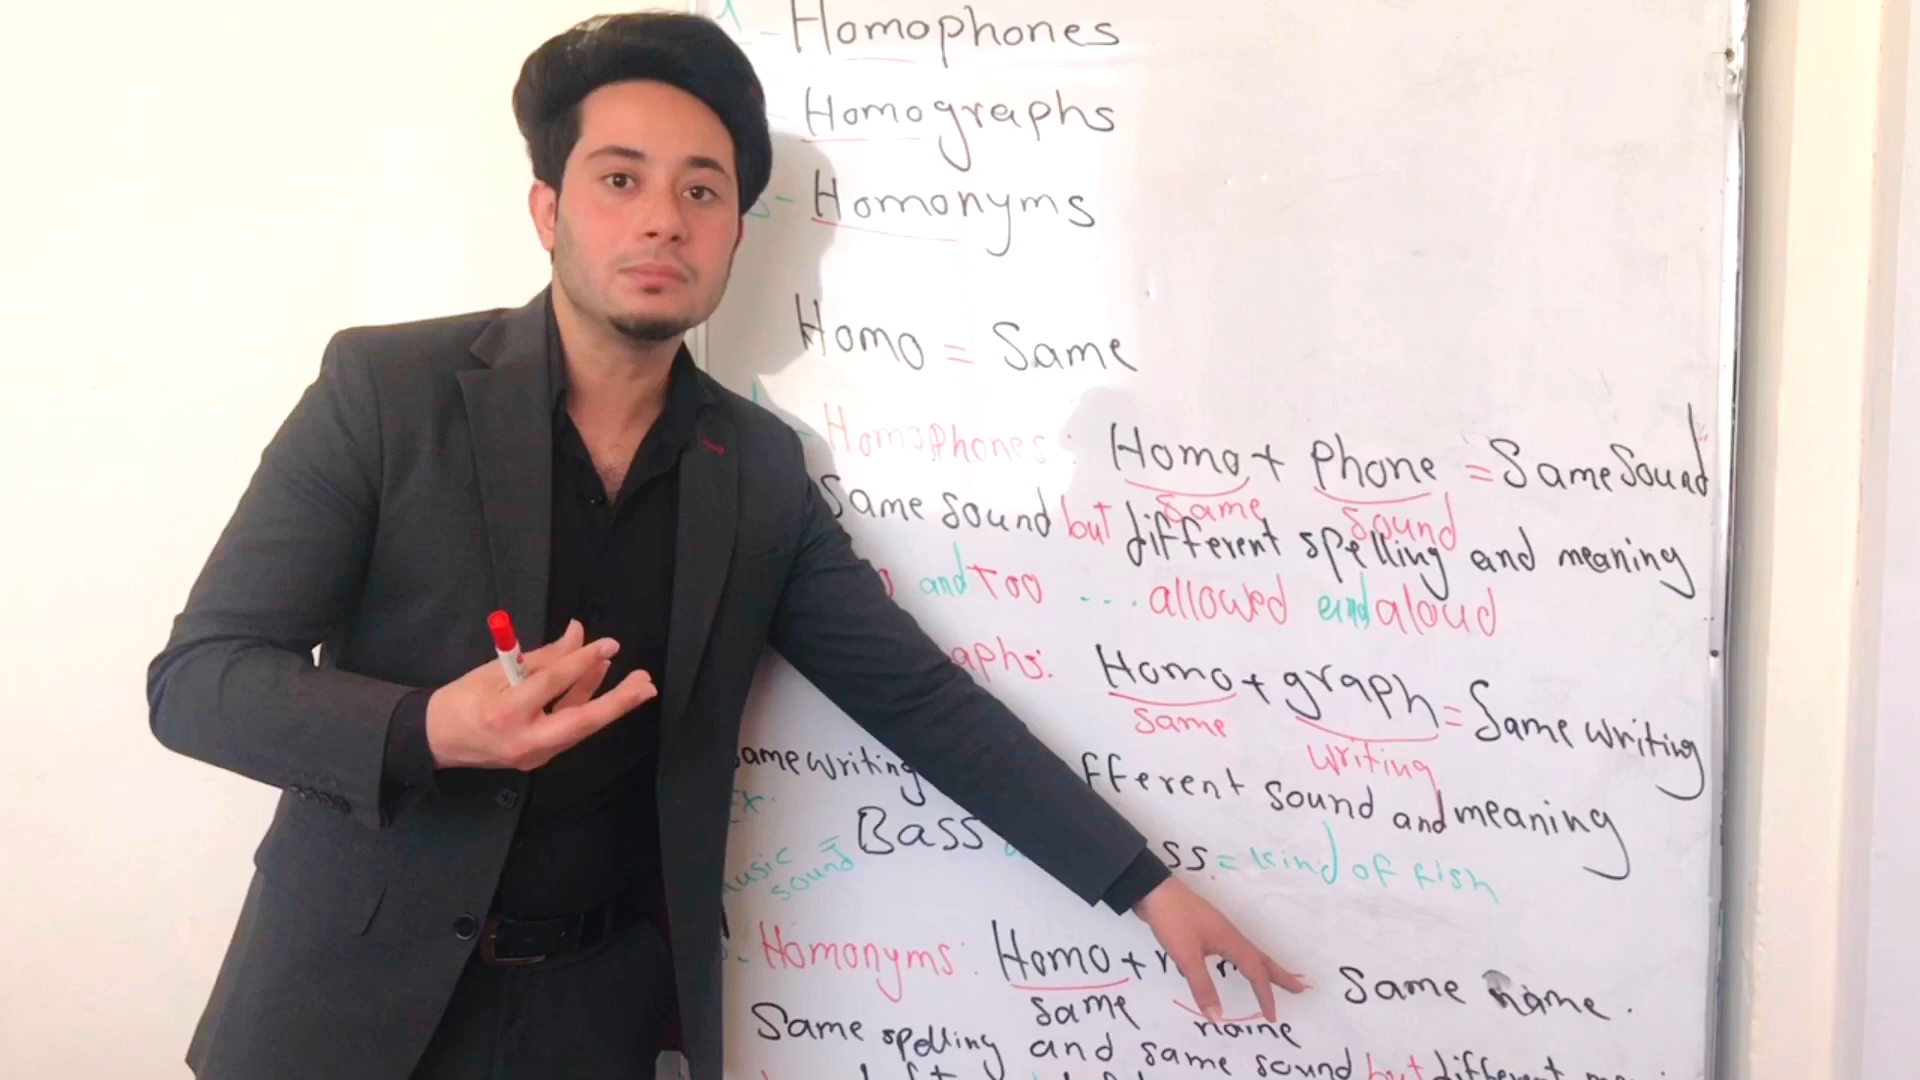 1- Homophones
Homographs
3- Homonyms
Homo = Same
Homophones: Homo + Phone = Same Sound
same sound
Same sound but different spelling and meaning
and Too ... allowed and aloud
aphs: Homo + graph = Same writing
same writing
same writing fferent sound and meaning
Ex.
music sound = Bass ss = kind of fish
- Homonyms: Homo + Same name.
same name
Same spelling and same sound but different